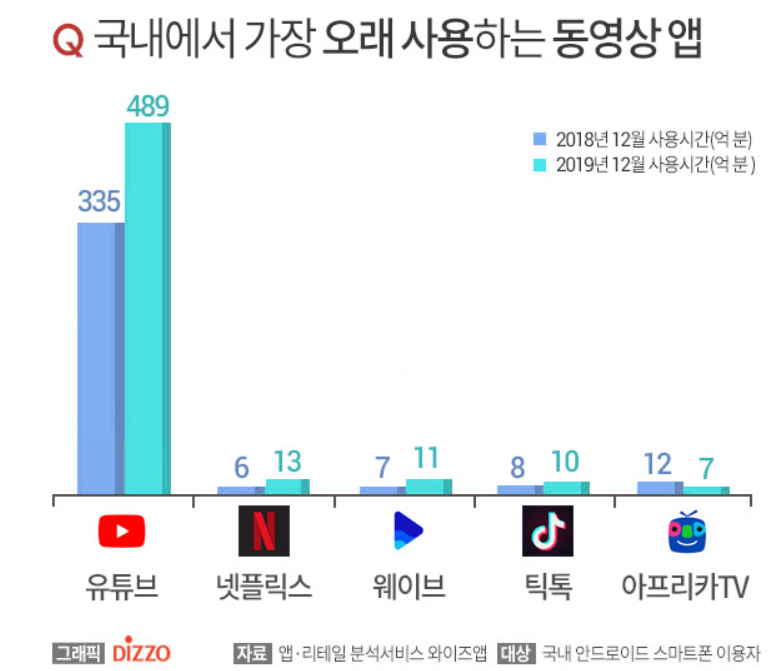 Q 국내에서 가장 오래 사용하는 동영상 앱
2018년 12월 사용시간(억 분)
2019년 12월 사용시간(억 분)
335 489
6 13
7 11
8 10
12 7
유튜브 넷플릭스 웨이브 틱톡 아프리카TV
그래픽 DIZZO 자료 앱·리테일 분석서비스 와이즈앱 대상 국내 안드로이드 스마트폰 이용자